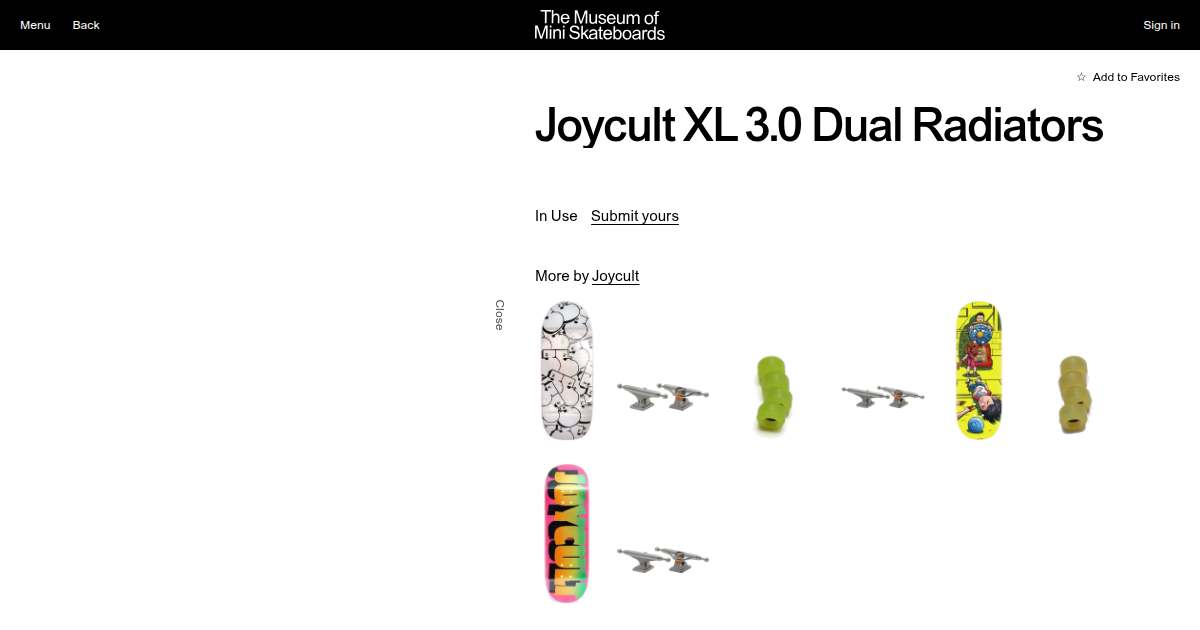 Menu Back
The Museum of
Mini Skateboards
Sign in
☆ Add to Favorites
Joycult XL 3.0 Dual Radiators
In Use Submit yours
More by Joycult
Close
JOYCULT